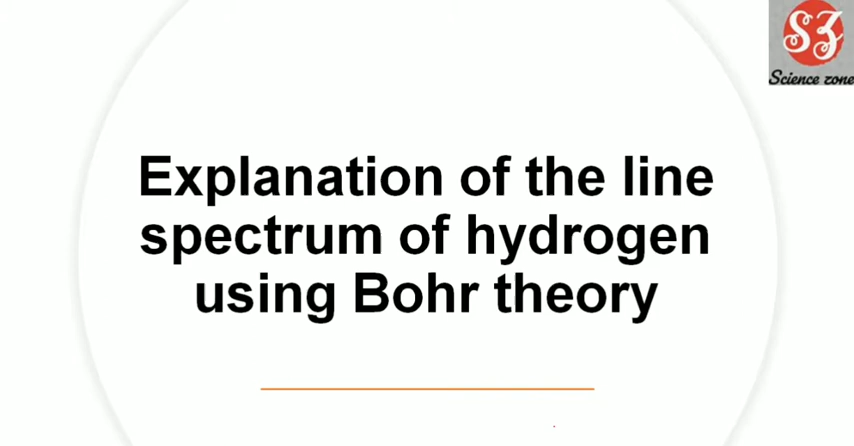 SZ
Science zone
Explanation of the line
spectrum of hydrogen
using Bohr theory